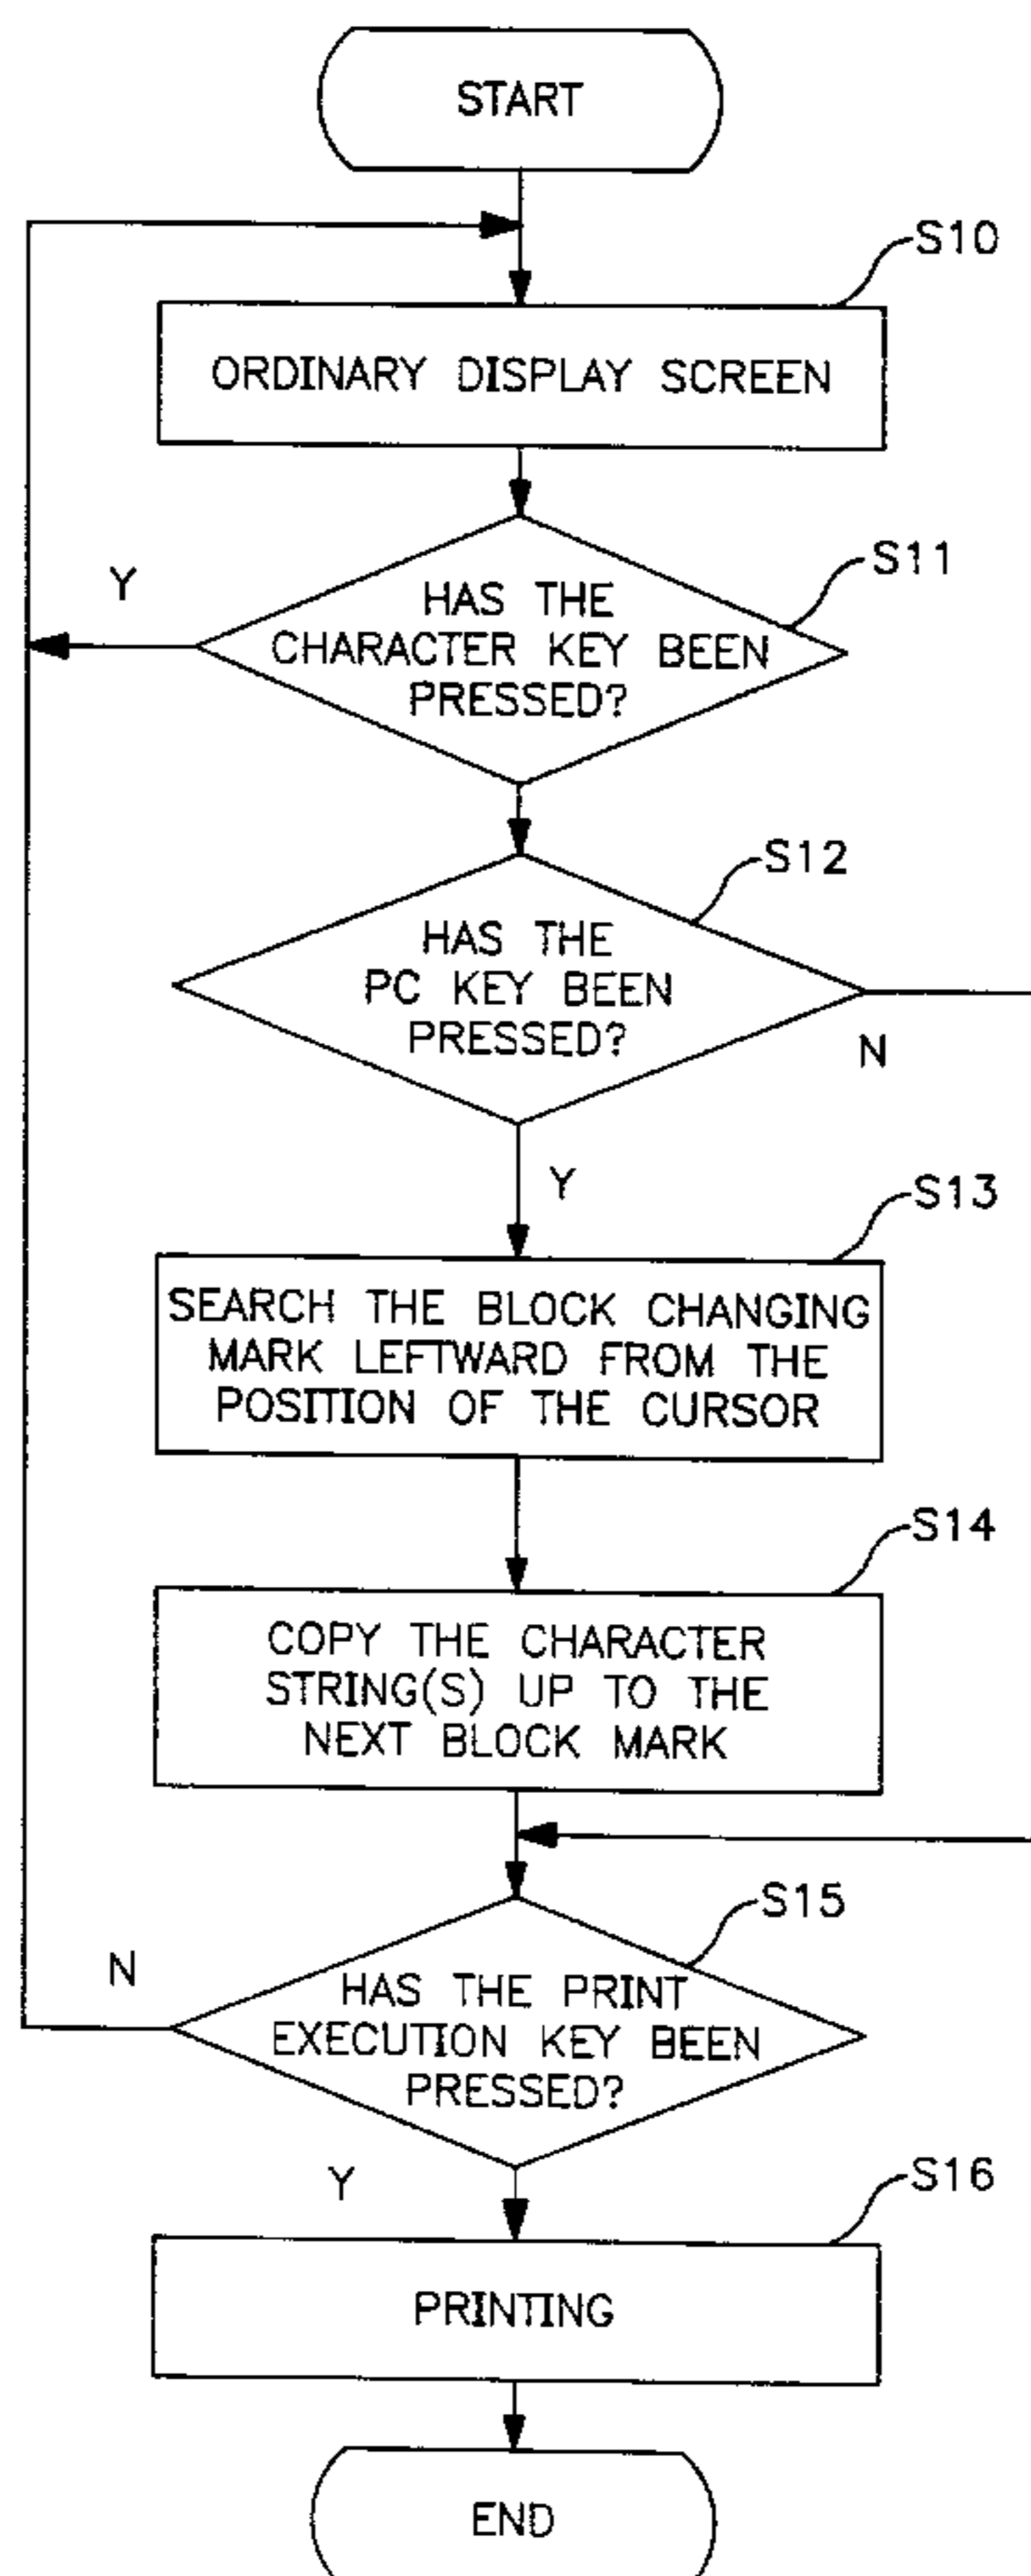 START
S10
ORDINARY DISPLAY SCREEN
S11
Y
HAS THE
CHARACTER KEY BEEN
PRESSED?
S12
HAS THE
PC KEY BEEN
PRESSED?
N
Y
S13
SEARCH THE BLOCK CHANGING
MARK LEFTWARD FROM THE
POSITION OF THE CURSOR
S14
COPY THE CHARACTER
STRING(S) UP TO THE
NEXT BLOCK MARK
S15
N
HAS THE PRINT
EXECUTION KEY BEEN
PRESSED?
Y
S16
PRINTING
END